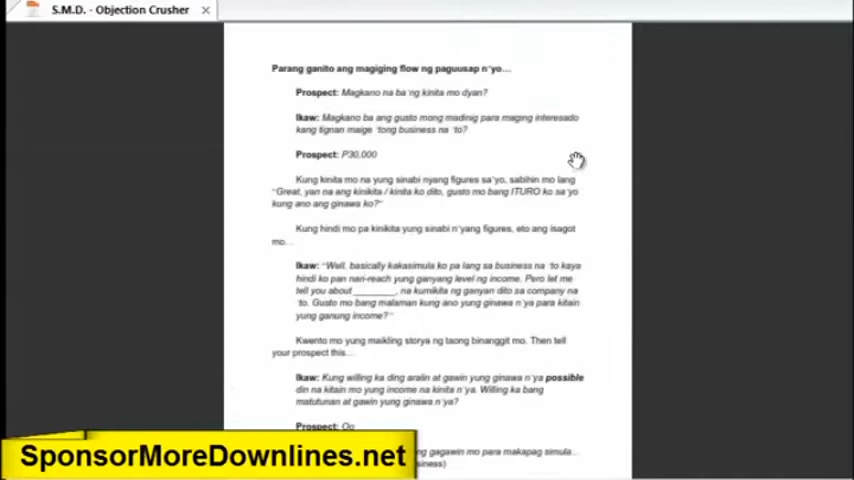 S.M.D. - Objection Crusher
Parang ganito ang magiging flow ng paguusap n'yo...
Prospect: Magkano na ba 'ng kinita mo dyan?
Ikaw: Magkano ba ang gusto mong madinig para maging interesado
kang tignan maige 'tong business na 'to?
Prospect: P30,000
Kung kinita mo na yung sinabi nyang figures sa'yo, sabihin mo lang
"Great, yan na ang kinikita / kinita ko dito, gusto mo bang ITURO ko sa'yo
kung ano ang ginawa ko?"
Kung hindi mo pa kinikita yung sinabi n'yang figures, eto ang isagot
mo...
Ikaw: "Well, basically kakasimula ko pa lang sa business na 'to kaya
hindi ko pan nari-reach yung ganyang level ng income. Pero let me
tell you about ________, na kumikita ng ganyan dito sa company na
'to. Gusto mo bang malaman kung ano yung ginawa n'ya para kitain
yung ganung income?"
Kwento mo yung maikling storya ng taong binanggit mo. Then tell
your prospect this...
Ikaw: Kung willing ka ding aralin at gawin yung ginawa n'ya possible
din na kitain mo yung income na kinita n'ya. Willing ka bang
matutunan at gawin yung ginawa n'ya?
Prospect: Oo
ng gagawin mo para makapag simula...
siness)
SponsorMoreDownlines.net